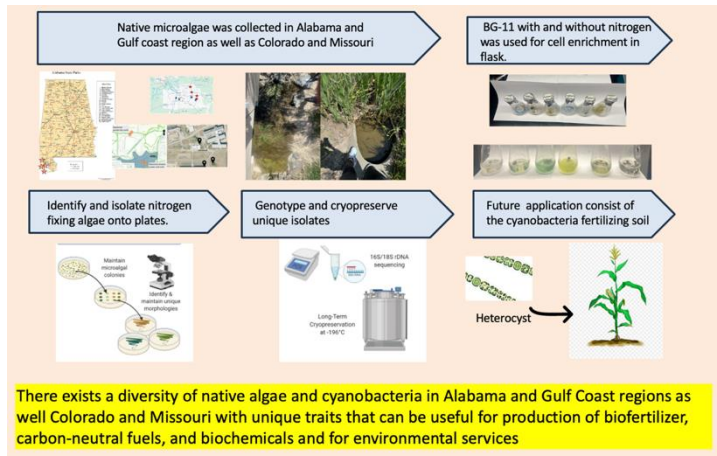 Native microalgae was collected in Alabama and
Gulf coast region as well as Colorado and Missouri
BG-11 with and without nitrogen
was used for cell enrichment in
flask.
Identify and isolate nitrogen
fixing algae onto plates.
Genotype and cryopreserve
unique isolates
Future application consist of
the cyanobacteria fertilizing soil
Maintain
microalgal
colonies
Identify &
maintain unique
morphologies
16S/18S rDNA
sequencing
Long-Term
Cryopreservation
at -196°C
Heterocyst
There exists a diversity of native algae and cyanobacteria in Alabama and Gulf Coast regions as
well Colorado and Missouri with unique traits that can be useful for production of biofertilizer,
carbon-neutral fuels, and biochemicals and for environmental services